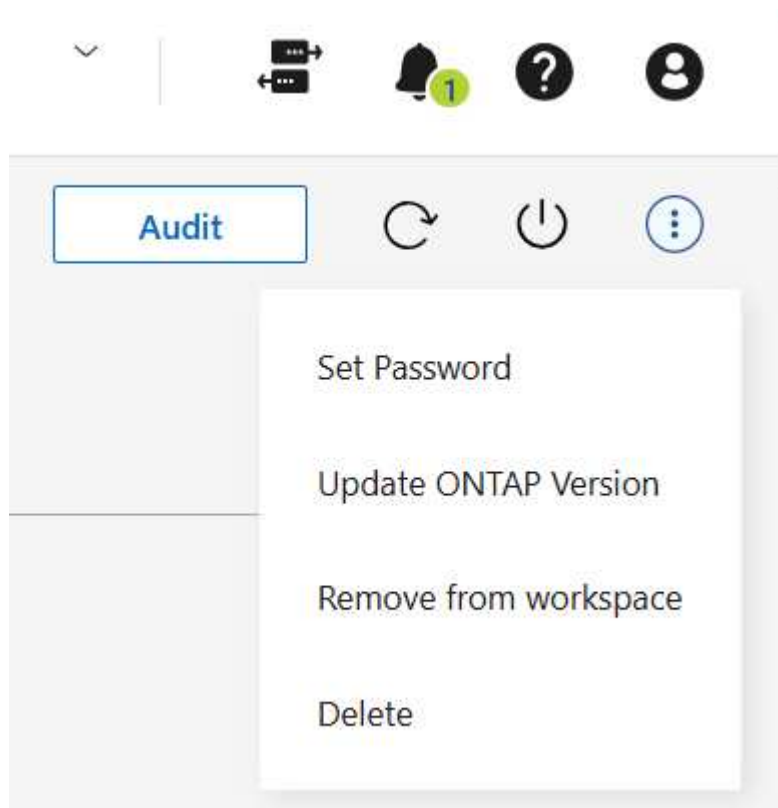 1
Audit
Set Password
Update ONTAP Version
Remove from workspace
Delete